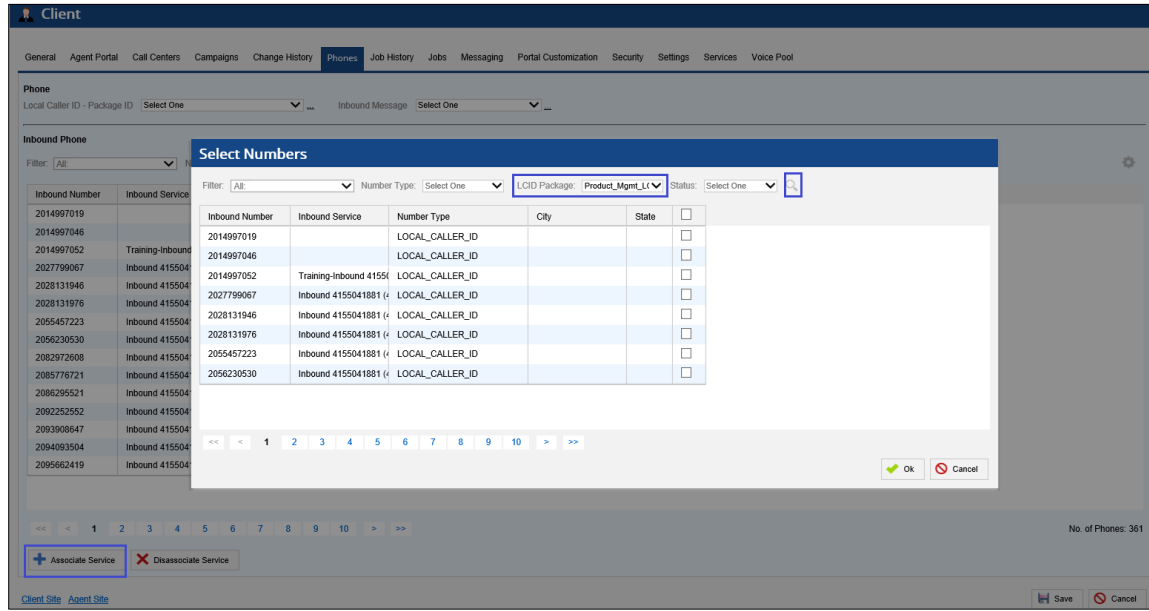 Client
General Agent Portal Call Centers Campaigns Change History Phones Job History Jobs Messaging Portal Customization Security Settings Services Voice Pool
Phone
Local Caller ID - Package ID Select One ... Inbound Message Select One ...
Inbound Phone
Filter: All: N
Inbound Number Inbound Service
2014997019
2014997046
2014997052 Training-Inbound
2027799067 Inbound 415504
2028131946 Inbound 415504
2028131976 Inbound 415504
2055457223 Inbound 415504
2056230530 Inbound 415504
2082972608 Inbound 415504
2085776721 Inbound 415504
2086295521 Inbound 415504
2092252552 Inbound 415504
2093908647 Inbound 415504
2094093504 Inbound 415504
2095662419 Inbound 415504
Select Numbers
Filter: All: Number Type: Select One LCID Package: Product_Mgmt_L( Status: Select One
Inbound Number Inbound Service Number Type City State
2014997019 LOCAL_CALLER_ID
2014997046 LOCAL_CALLER_ID
2014997052 Training-Inbound 4155( LOCAL_CALLER_ID
2027799067 Inbound 4155041881 (4 LOCAL_CALLER_ID
2028131946 Inbound 4155041881 (4 LOCAL_CALLER_ID
2028131976 Inbound 4155041881 (4 LOCAL_CALLER_ID
2055457223 Inbound 4155041881 (4 LOCAL_CALLER_ID
2056230530 Inbound 4155041881 (4 LOCAL_CALLER_ID
<< < 1 2 3 4 5 6 7 8 9 10 > >>
Ok Cancel
<< < 1 2 3 4 5 6 7 8 9 10 > >> No. of Phones: 361
Associate Service Disassociate Service
Client Site Agent Site Save Cancel